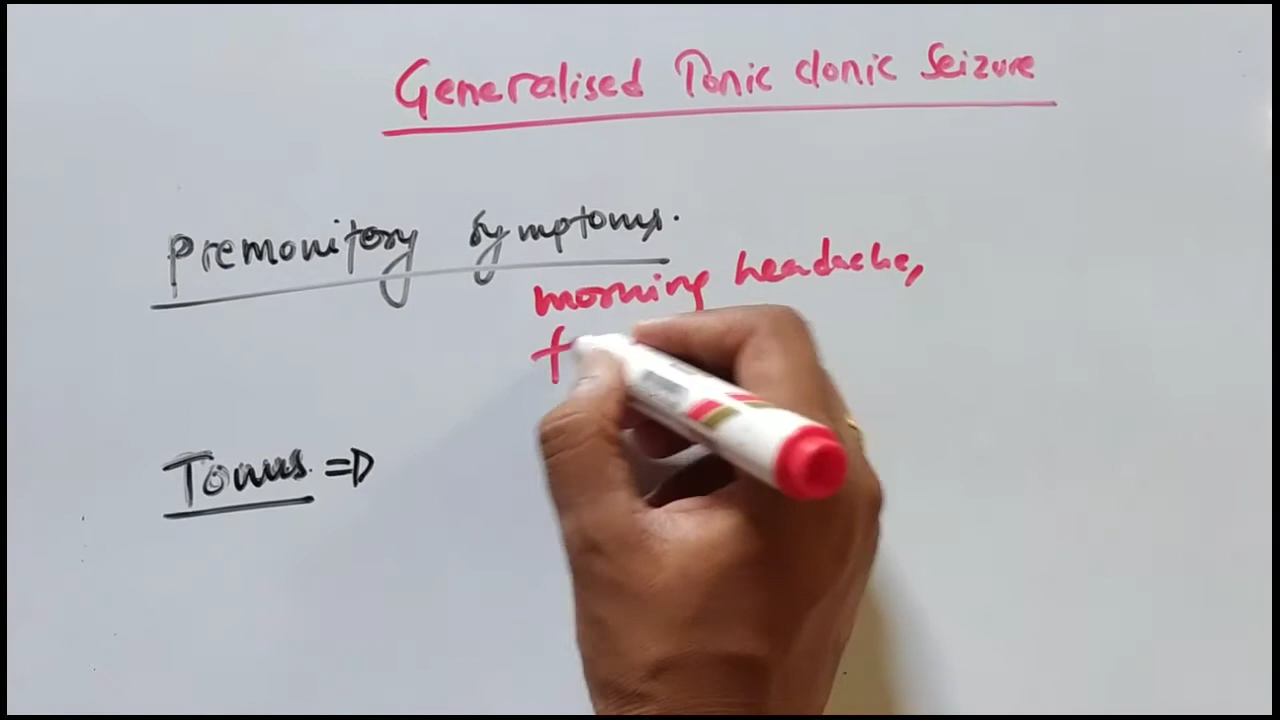 Generalised Tonic clonic Seizure
Premonitory Symptoms.
morning headache,
f
Tonus ⇒